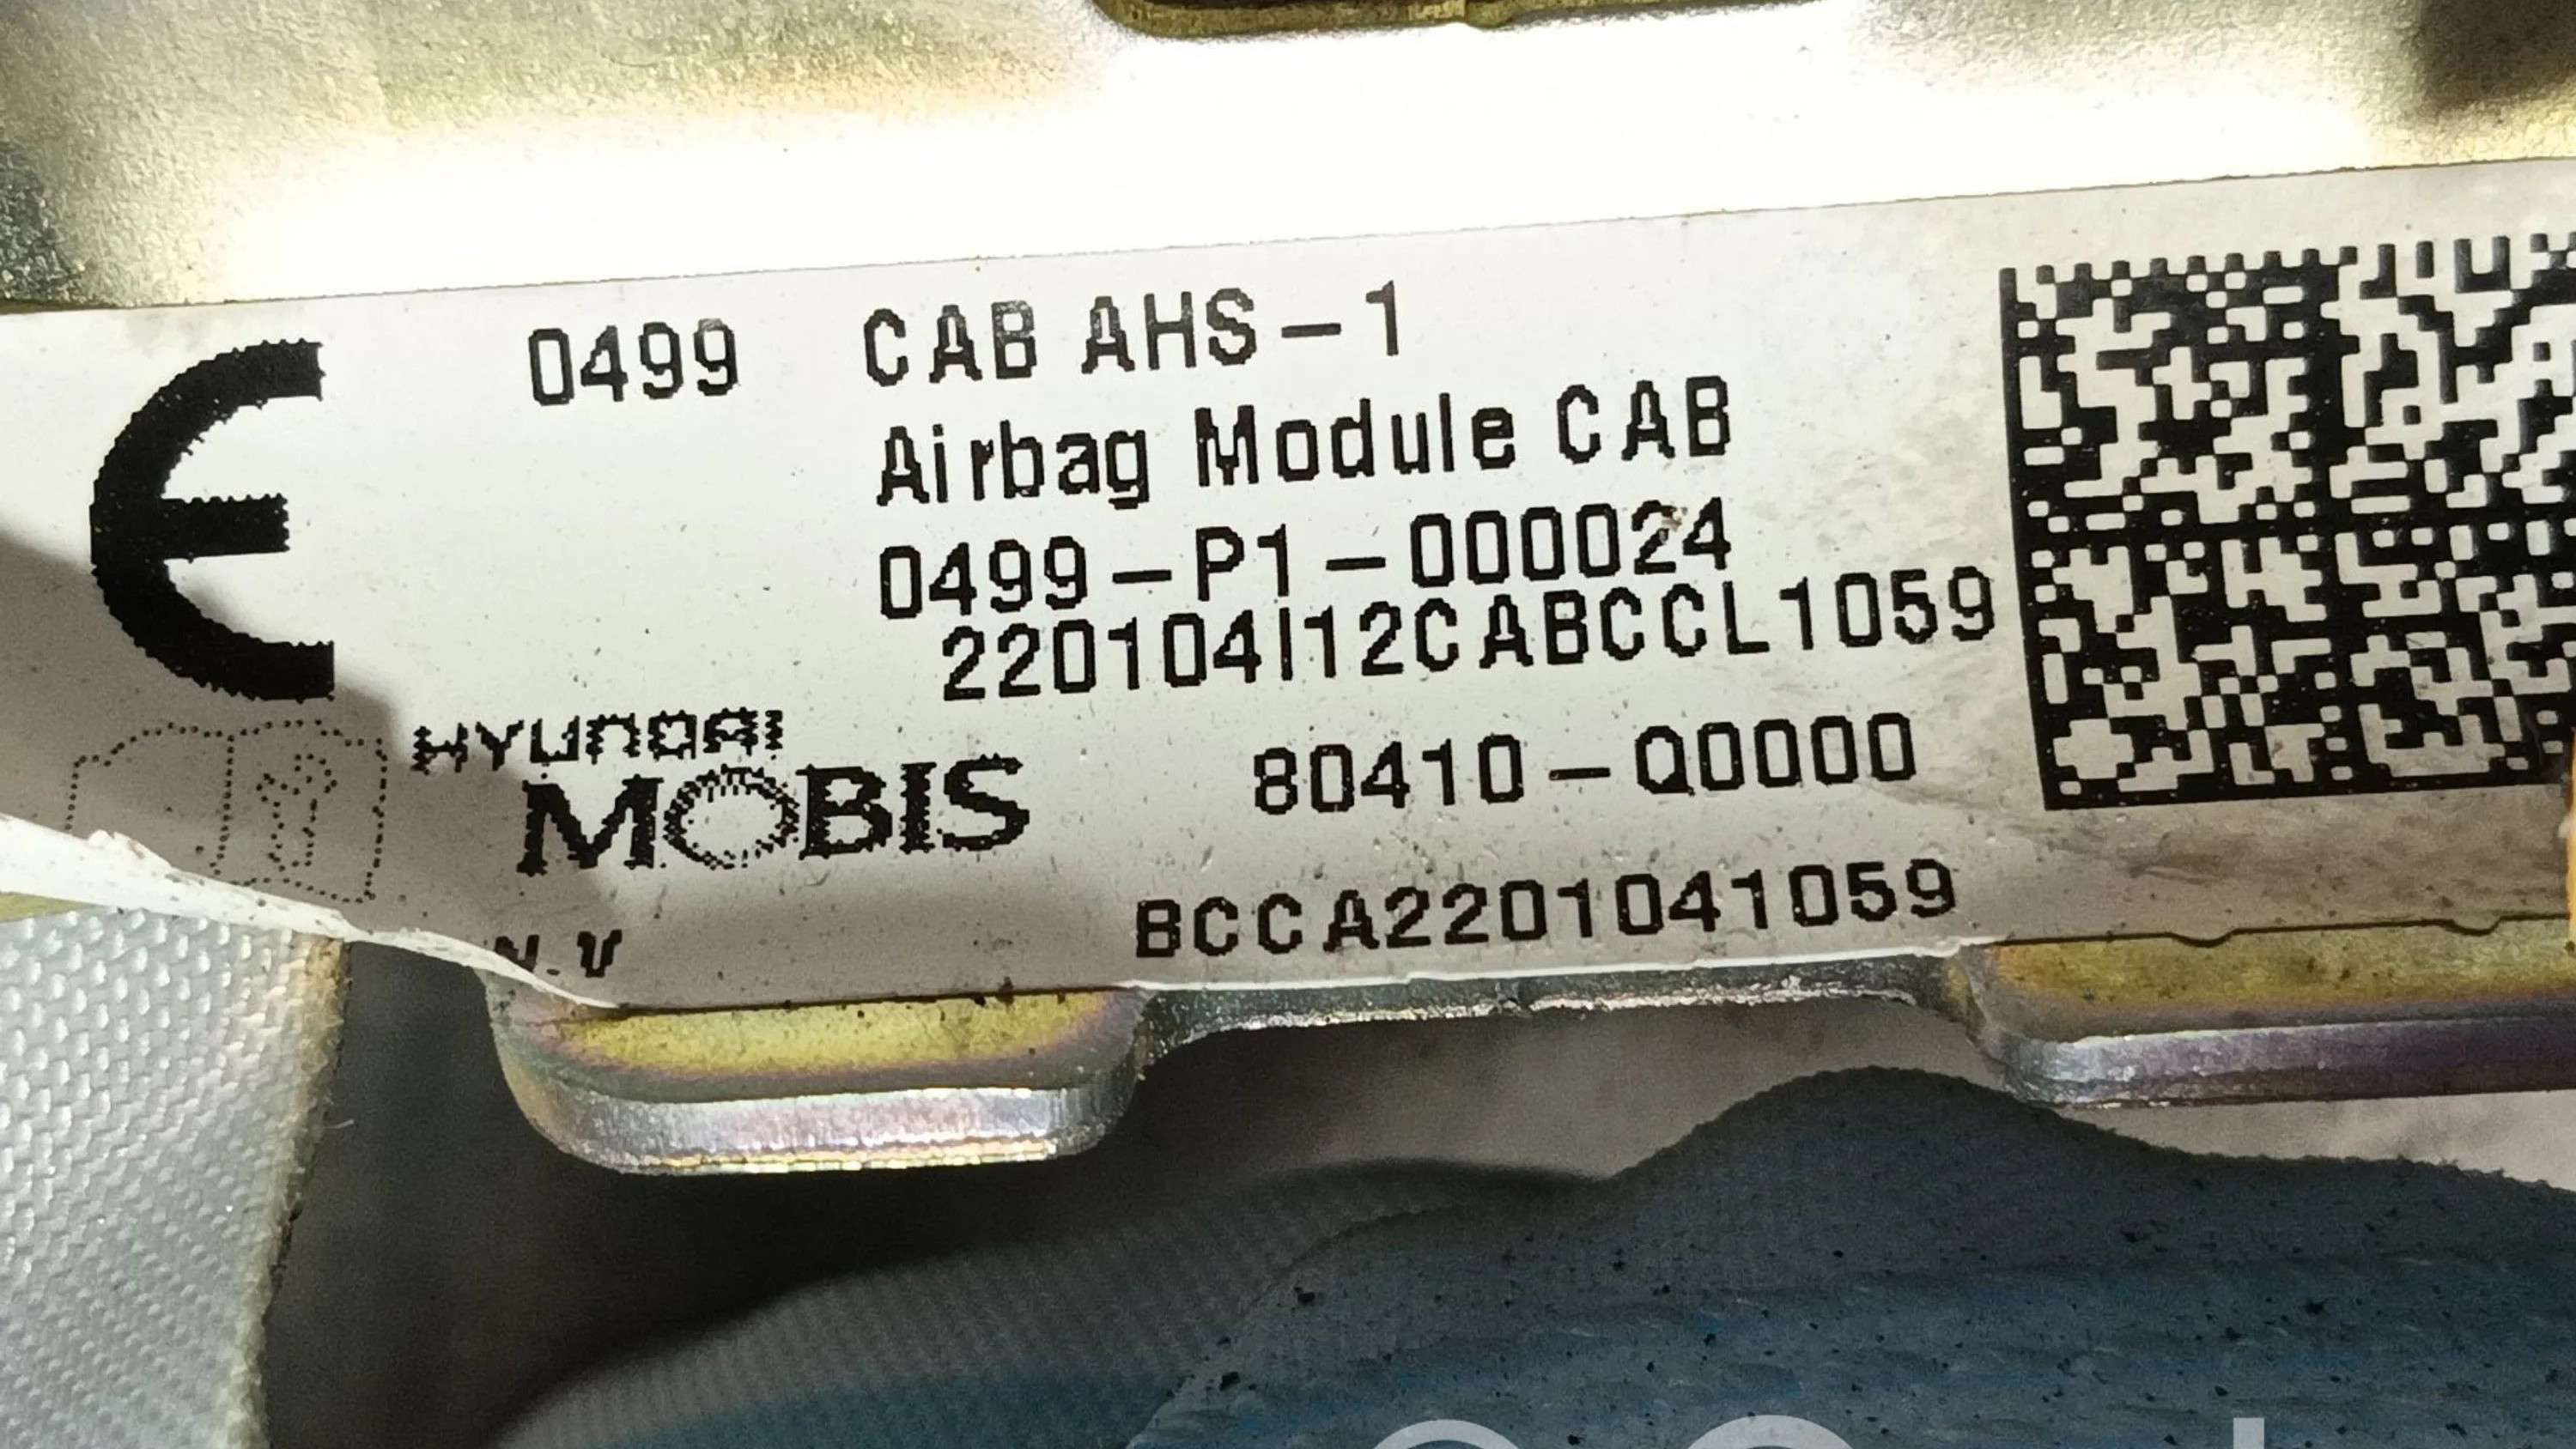 0499 CAB AHS-1
Airbag Module CAB
0499-P1-000024
220104I12CABCCL1059
HYUNDAI
MOBIS 80410-Q0000
BCCA2201041059